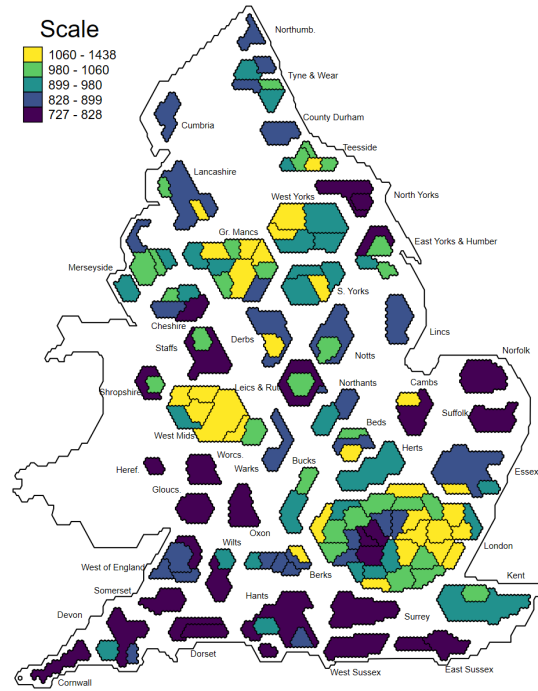 Scale
1060 - 1438
980 - 1060
899 - 980
828 - 899
727 - 828
Northumb.
Tyne & Wear
County Durham
Cumbria
Teesside
Lancashire
West Yorks
North Yorks
Gr. Mancs
East Yorks & Humber
Merseyside
S. Yorks
Cheshire
Lincs
Staffs
Derbs
Notts
Norfolk
Shropshire
Leics & Rut
Northants
Cambs
Suffolk
West Mids
Beds
Herts
Worcs.
Bucks
Heref.
Warks
Essex
Gloucs.
Oxon
Wilts
London
West of England
Berks
Kent
Somerset
Hants
Devon
Surrey
Dorset
West Sussex
East Sussex
Cornwall